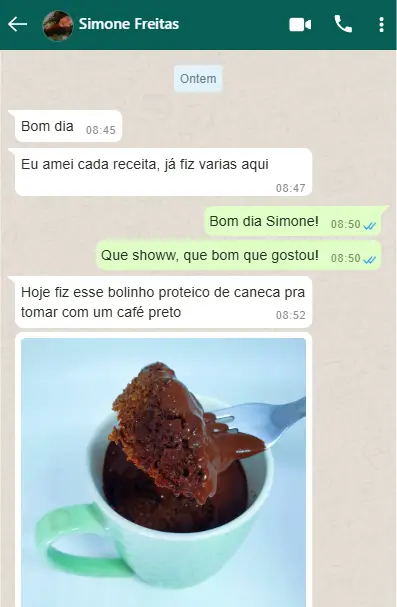 Simone Freitas
Ontem
Bom dia 08:45
Eu amei cada receita, já fiz varias aqui
08:47
Bom dia Simone! 08:50
Que showw, que bom que gostou! 08:50
Hoje fiz esse bolinho proteico de caneca pra
tomar com um café preto 08:52